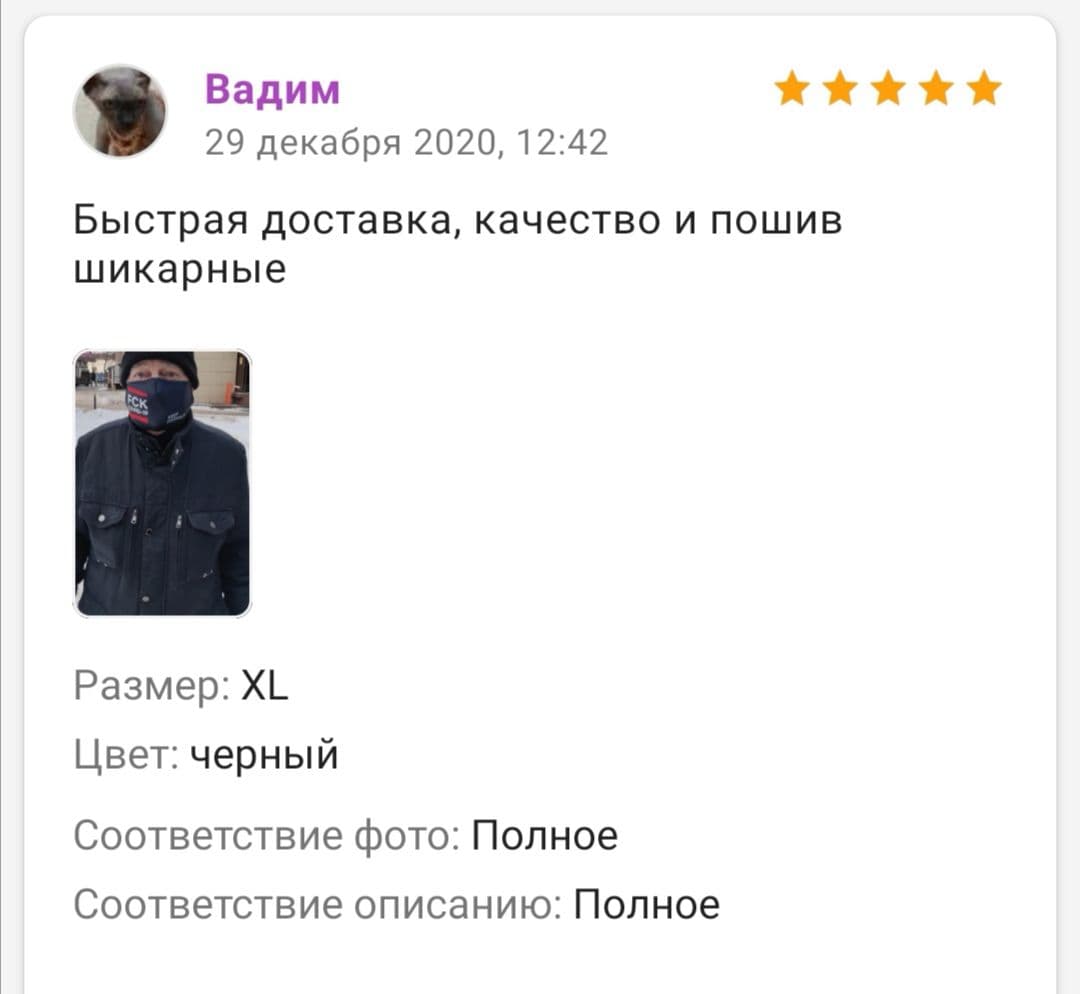 Вадим
29 декабря 2020, 12:42
Быстрая доставка, качество и пошив
шикарные
FCK
Размер: XL
Цвет: черный
Соответствие фото: Полное
Соответствие описанию: Полное